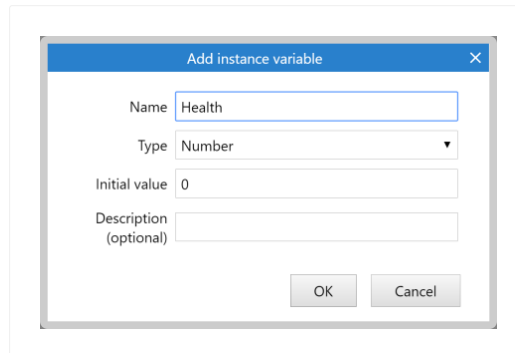 Add instance variable
Name Health
Type Number
Initial value 0
Description
(optional)
OK Cancel